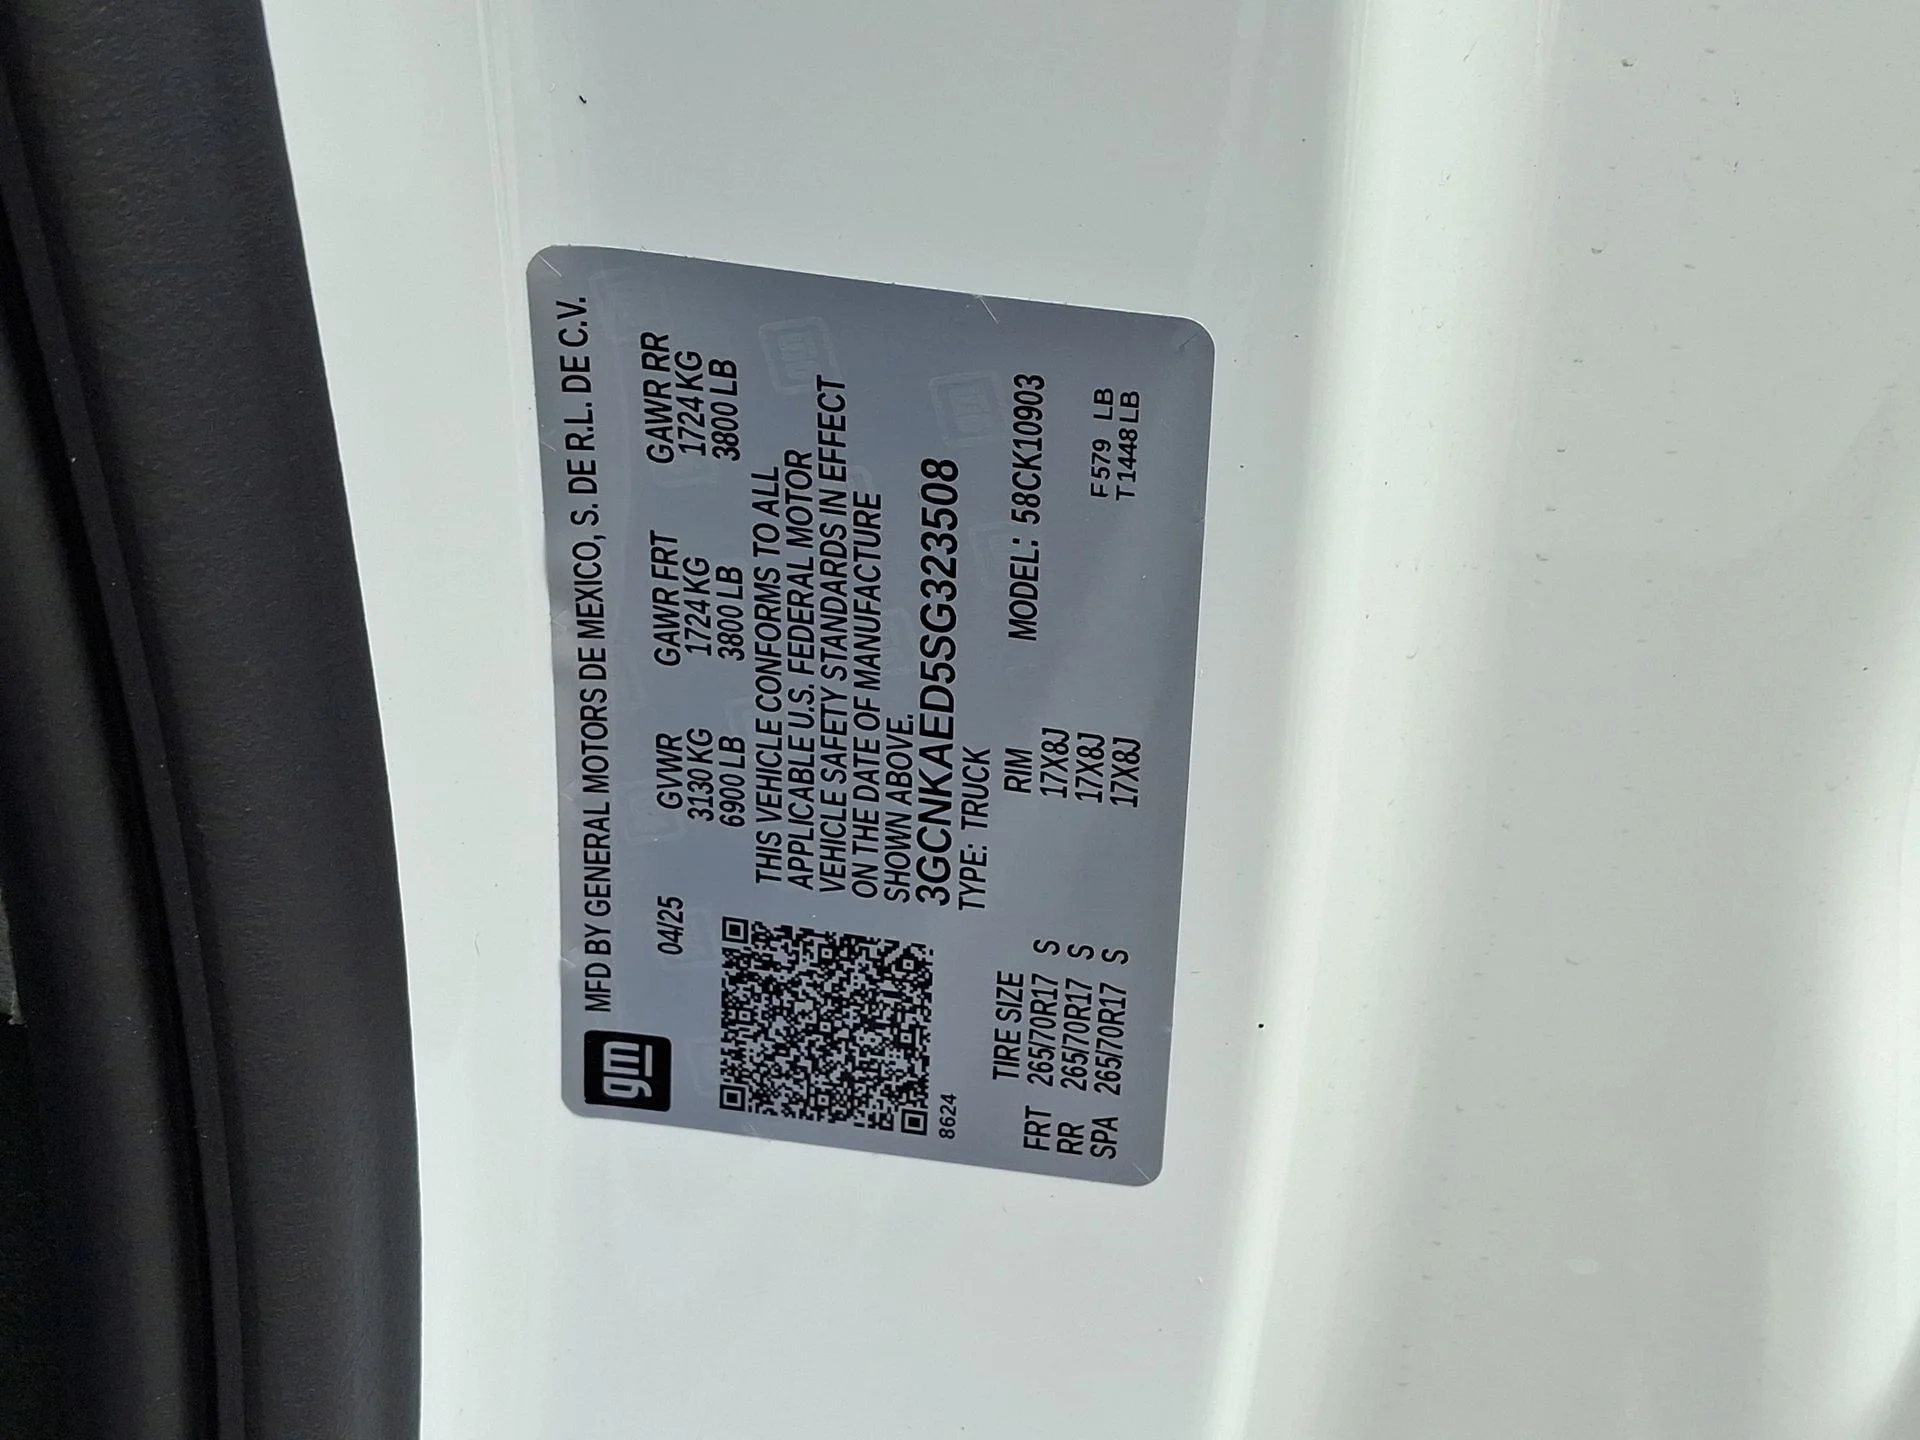 gm MFD BY GENERAL MOTORS DE MEXICO, S. DE R.L. DE C.V.
04/25 GVWR GAWR FRT GAWR RR
3130 KG 1724 KG 1724 KG
6900 LB 3800 LB 3800 LB
THIS VEHICLE CONFORMS TO ALL
APPLICABLE U.S. FEDERAL MOTOR
VEHICLE SAFETY STANDARDS IN EFFECT
ON THE DATE OF MANUFACTURE
SHOWN ABOVE.
3GCNKAED5SG323508
8624 TYPE: TRUCK
TIRE SIZE RIM MODEL: 58CK10903
FRT 265/70R17 S 17X8J
RR 265/70R17 S 17X8J F 579 LB
SPA 265/70R17 S 17X8J T 1448 LB